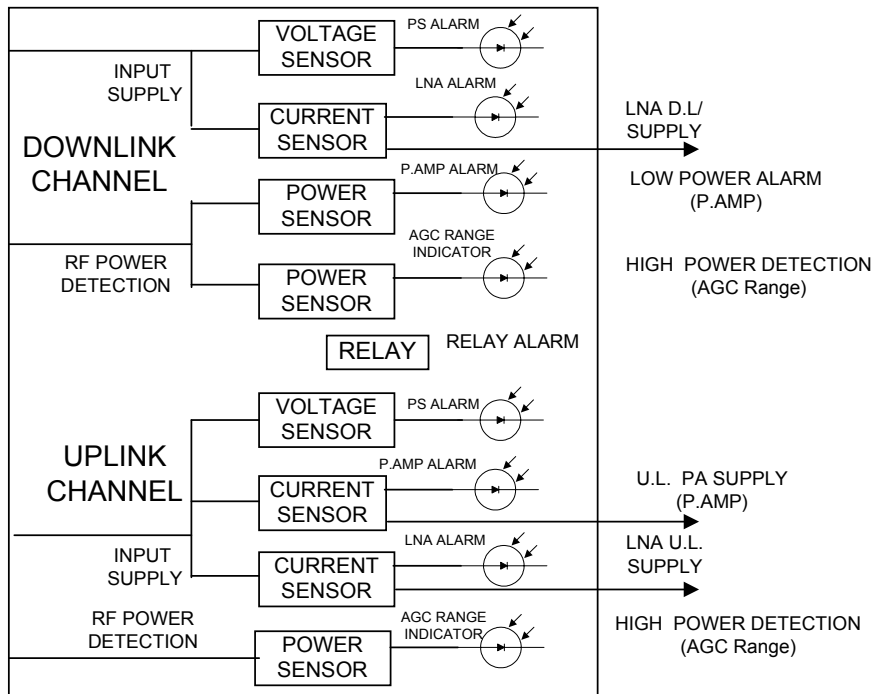 PS ALARM
VOLTAGE
SENSOR
INPUT
SUPPLY
LNA ALARM
CURRENT
SENSOR
LNA D.L/
SUPPLY
DOWNLINK
CHANNEL
P.AMP ALARM
POWER
SENSOR
LOW POWER ALARM
(P.AMP)
AGC RANGE
INDICATOR
RF POWER
DETECTION
POWER
SENSOR
HIGH POWER DETECTION
(AGC Range)
RELAY
RELAY ALARM
VOLTAGE
SENSOR
PS ALARM
UPLINK
CHANNEL
P.AMP ALARM
CURRENT
SENSOR
U.L. PA SUPPLY
(P.AMP)
INPUT
SUPPLY
LNA ALARM
CURRENT
SENSOR
LNA U.L.
SUPPLY
RF POWER
DETECTION
AGC RANGE
INDICATOR
POWER
SENSOR
HIGH POWER DETECTION
(AGC Range)